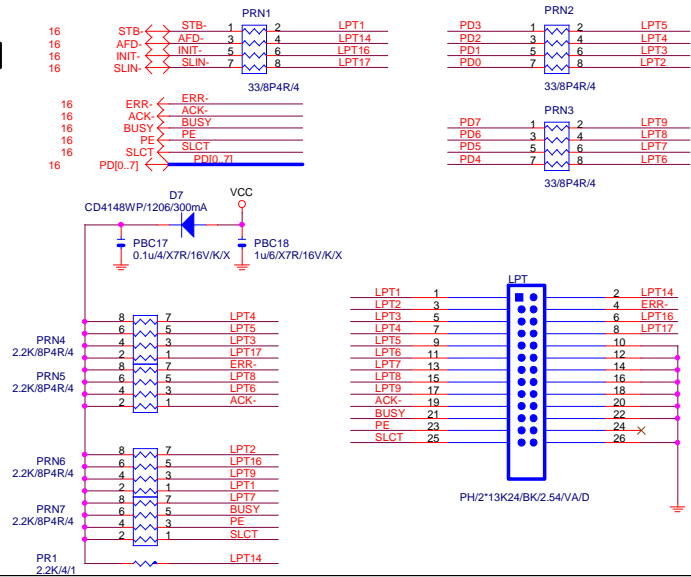 PRN1
16 STB- STB- 1 2 LPT1
16 AFD- AFD- 3 4 LPT14
16 INIT- INIT- 5 6 LPT16
16 SLIN- SLIN- 7 8 LPT17
33/8P4R/4
PRN2
PD3 1 2 LPT5
PD2 3 4 LPT4
PD1 5 6 LPT3
PD0 7 8 LPT2
33/8P4R/4
16 ERR- ERR-
16 ACK- ACK-
16 BUSY BUSY
16 PE PE
16 SLCT SLCT
16 PD[0..7] PD[0..7]
PRN3
PD7 1 2 LPT9
PD6 3 4 LPT8
PD5 5 6 LPT7
PD4 7 8 LPT6
33/8P4R/4
D7
CD4148WP/1206/300mA
VCC
PBC17
0.1u/4/X7R/16V/K/X
PBC18
1u/6/X7R/16V/K/X
8 7 LPT4
6 5 LPT5
PRN4 4 3 LPT3
2.2K/8P4R/4 2 1 LPT17
8 7 ERR-
PRN5 6 5 LPT8
2.2K/8P4R/4 4 3 LPT6
2 1 ACK-
8 7 LPT2
PRN6 6 5 LPT16
2.2K/8P4R/4 4 3 LPT9
2 1 LPT1
8 7 LPT7
PRN7 6 5 BUSY
2.2K/8P4R/4 4 3 PE
2 1 SLCT
PR1 LPT14
2.2K/4/1
LPT
LPT1 1 2 LPT14
LPT2 3 4 ERR-
LPT3 5 6 LPT16
LPT4 7 8 LPT17
LPT5 9 10
LPT6 11 12
LPT7 13 14
LPT8 15 16
LPT9 17 18
ACK- 19 20
BUSY 21 22
PE 23 24
SLCT 25 26
PH/2*13K24/BK/2.54/VA/D